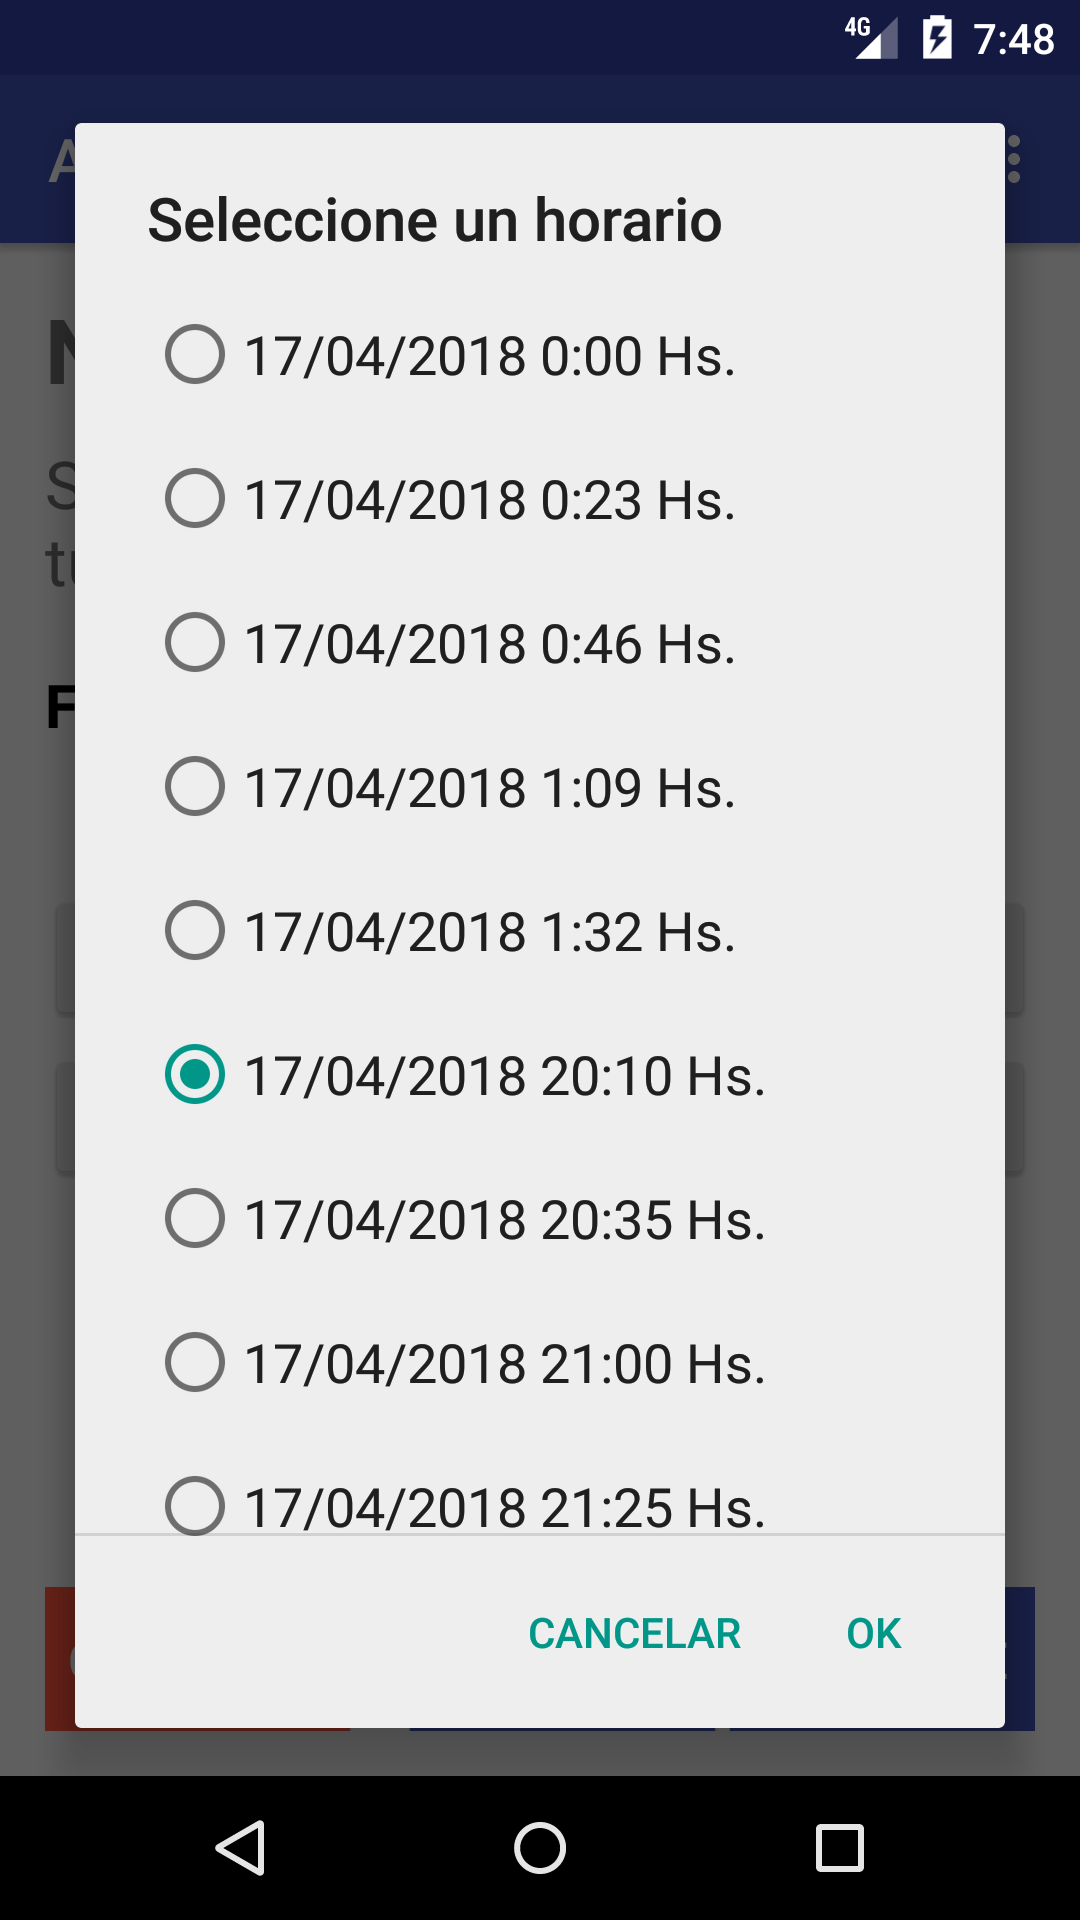 4G 7:48
Seleccione un horario
17/04/2018 0:00 Hs.
17/04/2018 0:23 Hs.
17/04/2018 0:46 Hs.
17/04/2018 1:09 Hs.
17/04/2018 1:32 Hs.
17/04/2018 20:10 Hs.
17/04/2018 20:35 Hs.
17/04/2018 21:00 Hs.
17/04/2018 21:25 Hs.
CANCELAR OK